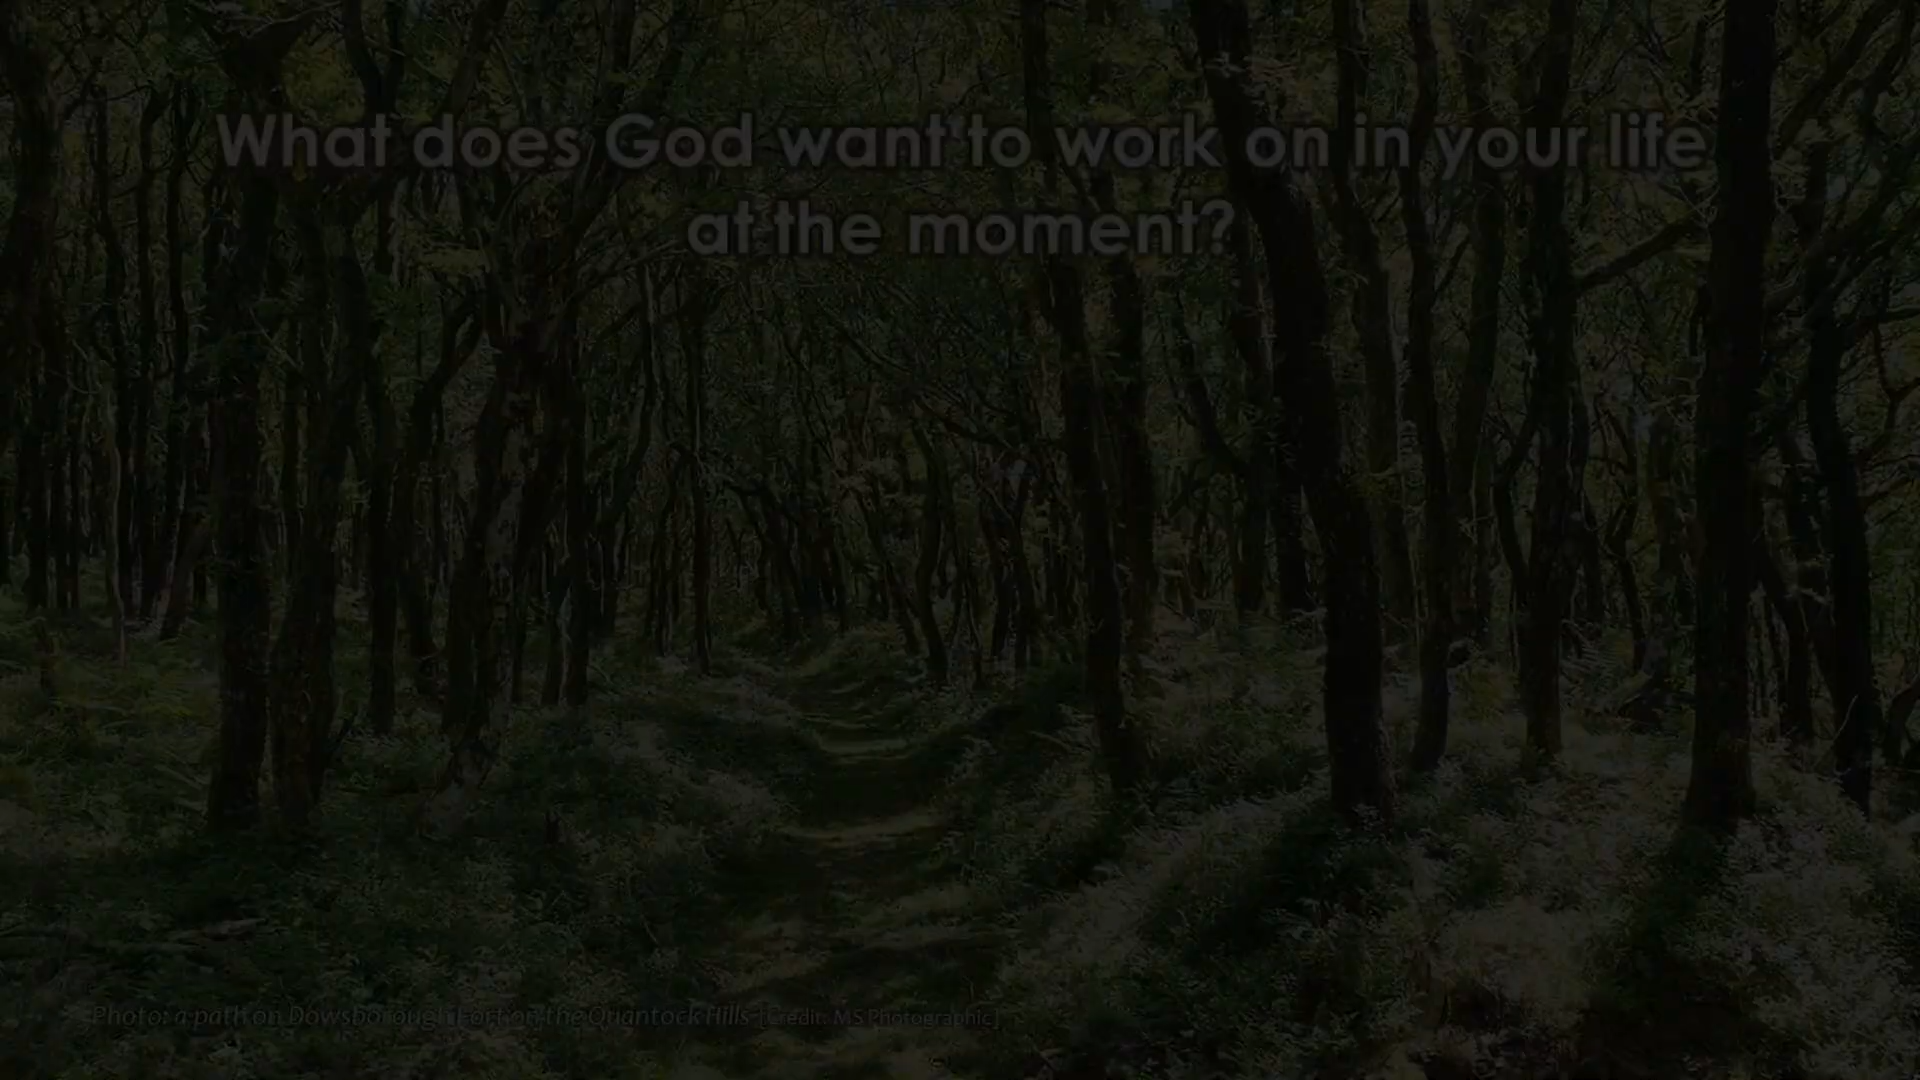 What does God want to work on in your life
at the moment?
Photo: a path on Dowsborough Fort on the Quantock Hills [Credit: MS Photographic]